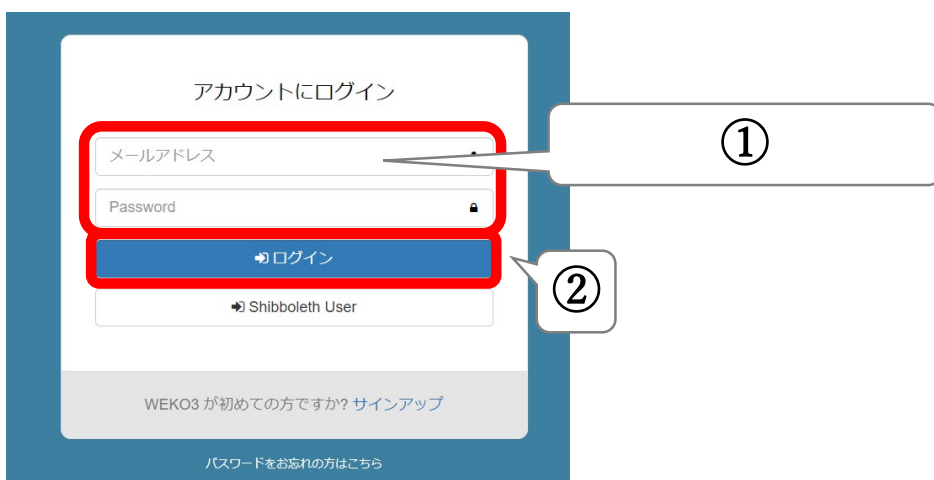 アカウントにログイン
メールアドレス
①
Password
ログイン
②
Shibboleth User
WEKO3 が初めての方ですか? サインアップ
パスワードをお忘れの方はこちら